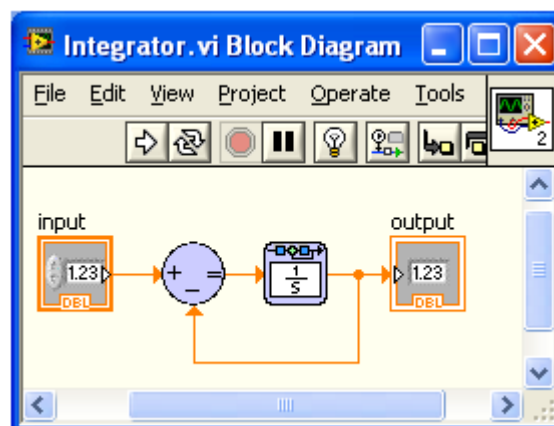 Integrator.vi Block Diagram
File Edit View Project Operate Tools
2
input
output
1.23
+
=
−
1
s
1.23
DBL
DBL